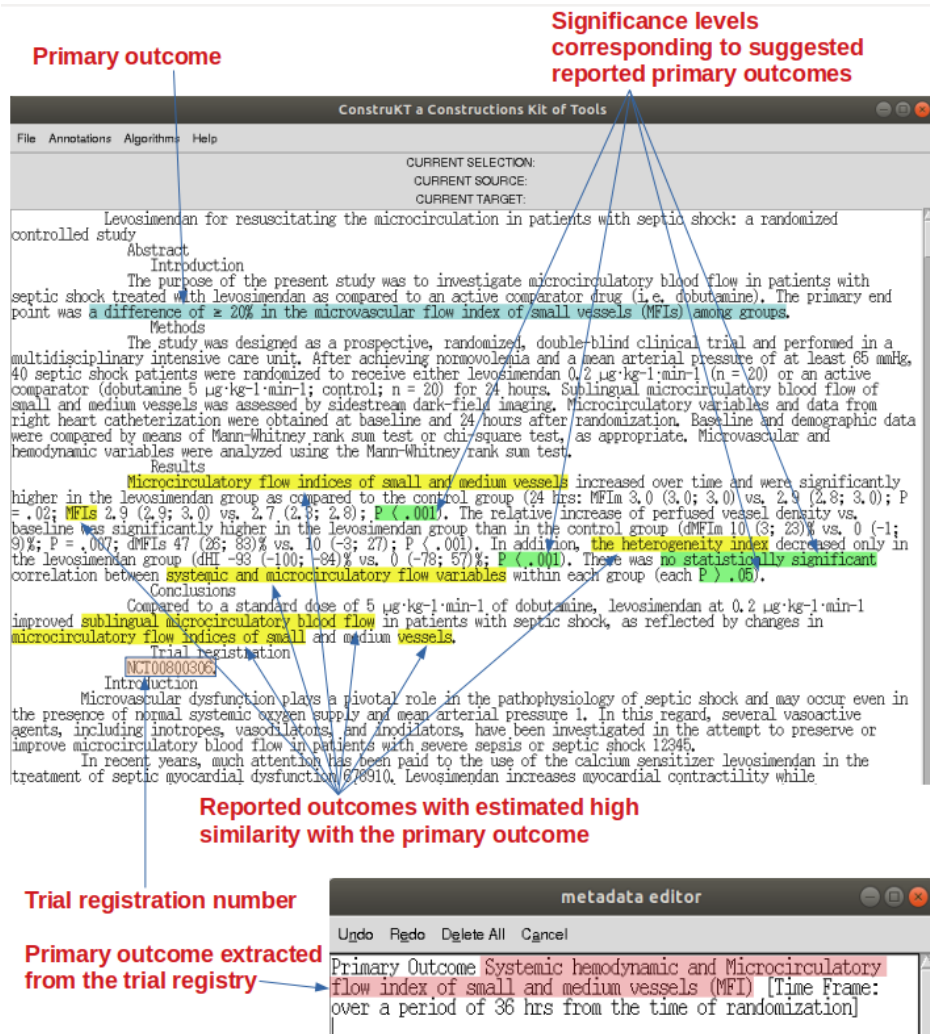 Significance levels
corresponding to suggested
reported primary outcomes
Primary outcome
ConstruKT a Constructions Kit of Tools
File Annotations Algorithms Help
CURRENT SELECTION:
CURRENT SOURCE:
CURRENT TARGET:
Levosimendan for resuscitating the microcirculation in patients with septic shock: a randomized
controlled study
Abstract
Introduction
The purpose of the present study was to investigate microcirculatory blood flow in patients with
septic shock treated with levosimendan as compared to an active comparator drug (i.e. dobutamine). The primary end
point was a difference of ≥ 20% in the microvascular flow index of small vessels (MFIs) among groups.
Methods
The study was designed as a prospective, randomized, double-blind clinical trial and performed in a
multidisciplinary intensive care unit. After achieving normovolemia and a mean arterial pressure of at least 65 mmHg,
40 septic shock patients were randomized to receive either levosimendan 0.2 μg·kg-1·min-1 (n = 20) or an active
comparator (dobutamine 5 μg·kg-1·min-1; control; n = 20) for 24 hours. Sublingual microcirculatory blood flow of
small and medium vessels was assessed by sidestream dark-field imaging. Microcirculatory variables and data from
right heart catheterization were obtained at baseline and 24 hours after randomization. Baseline and demographic data
were compared by means of Mann-Whitney rank sum test or chi-square test, as appropriate. Microvascular and
hemodynamic variables were analyzed using the Mann-Whitney rank sum test.
Results
Microcirculatory flow indices of small and medium vessels increased over time and were significantly
higher in the levosimendan group as compared to the control group (24 hrs: MFIm 3.0 (3.0; 3.0) vs. 2.9 (2.8; 3.0); P
= .02; MFIs 2.9 (2.9; 3.0) vs. 2.7 (2.3; 2.8); P < .001). The relative increase of perfused vessel density vs.
baseline was significantly higher in the levosimendan group than in the control group (dMFIm 10 (3; 23)% vs. 0 (-1;
9)%; P = .007; dMFIs 47 (26; 83)% vs. 10 (-3; 27); P < .001). In addition, the heterogeneity index decreased only in
the levosimendan group (dHI -93 (-100; -84)% vs. 0 (-78; 57)%; P < .001). There was no statistically significant
correlation between systemic and microcirculatory flow variables within each group (each P > .05).
Conclusions
Compared to a standard dose of 5 μg·kg-1·min-1 of dobutamine, levosimendan at 0.2 μg·kg-1·min-1
improved sublingual microcirculatory blood flow in patients with septic shock, as reflected by changes in
microcirculatory flow indices of small and medium vessels.
Trial registration
NCT00800306.
Introduction
Microvascular dysfunction plays a pivotal role in the pathophysiology of septic shock and may occur even in
the presence of normal systemic oxygen supply and mean arterial pressure 1. In this regard, several vasoactive
agents, including inotropes, vasodilators, and inodilators, have been investigated in the attempt to preserve or
improve microcirculatory blood flow in patients with severe sepsis or septic shock 12345.
In recent years, much attention has been paid to the use of the calcium sensitizer levosimendan in the
treatment of septic myocardial dysfunction 678910. Levosimendan increases myocardial contractility while
Reported outcomes with estimated high
similarity with the primary outcome
Trial registration number
metadata editor
Undo Redo Delete All Cancel
Primary outcome extracted
from the trial registry
Primary Outcome Systemic hemodynamic and Microcirculatory
flow index of small and medium vessels (MFI) [Time Frame:
over a period of 36 hrs from the time of randomization]